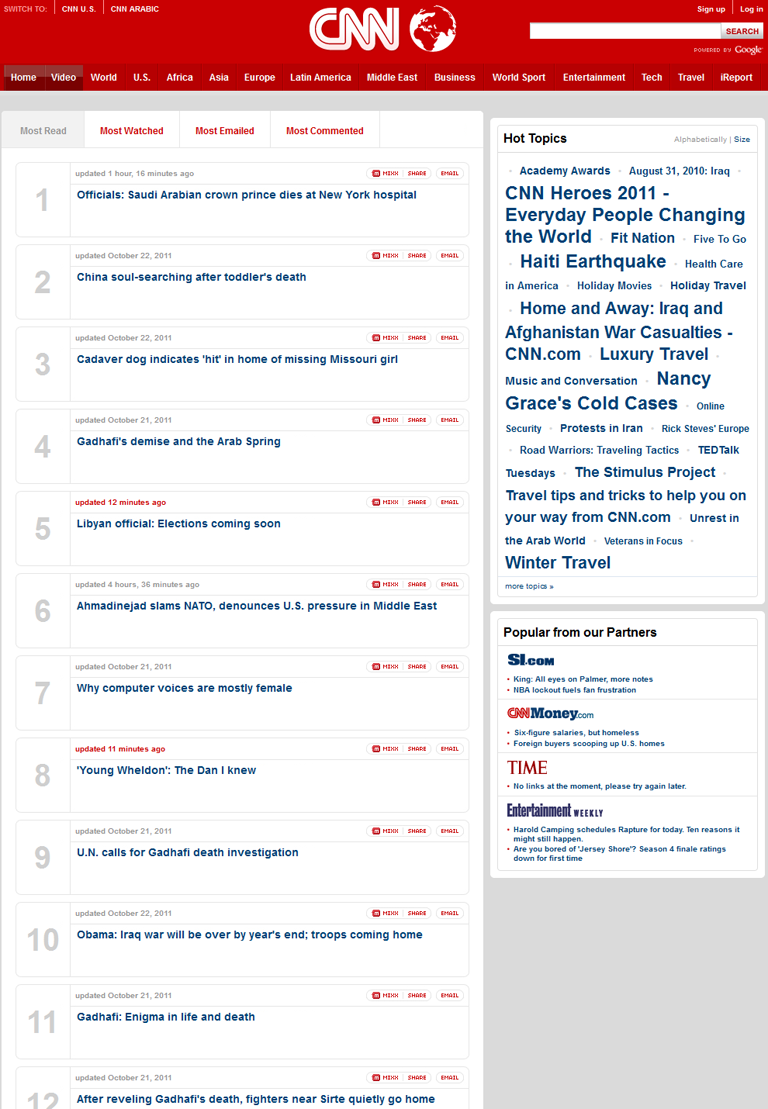 SWITCH TO: CNN U.S. CNN ARABIC
Sign up Log in
CNN
SEARCH
POWERED BY Google
Home Video World U.S. Africa Asia Europe Latin America Middle East Business World Sport Entertainment Tech Travel iReport
Most Read Most Watched Most Emailed Most Commented
1
updated 1 hour, 16 minutes ago
MIXX SHARE EMAIL
Officials: Saudi Arabian crown prince dies at New York hospital
2
updated October 22, 2011
MIXX SHARE EMAIL
China soul-searching after toddler's death
3
updated October 22, 2011
MIXX SHARE EMAIL
Cadaver dog indicates 'hit' in home of missing Missouri girl
4
updated October 21, 2011
MIXX SHARE EMAIL
Gadhafi's demise and the Arab Spring
5
updated 12 minutes ago
MIXX SHARE EMAIL
Libyan official: Elections coming soon
6
updated 4 hours, 36 minutes ago
MIXX SHARE EMAIL
Ahmadinejad slams NATO, denounces U.S. pressure in Middle East
7
updated October 21, 2011
MIXX SHARE EMAIL
Why computer voices are mostly female
8
updated 11 minutes ago
MIXX SHARE EMAIL
'Young Wheldon': The Dan I knew
9
updated October 21, 2011
MIXX SHARE EMAIL
U.N. calls for Gadhafi death investigation
10
updated October 22, 2011
MIXX SHARE EMAIL
Obama: Iraq war will be over by year's end; troops coming home
11
updated October 21, 2011
MIXX SHARE EMAIL
Gadhafi: Enigma in life and death
12
updated October 21, 2011
MIXX SHARE EMAIL
After reveling Gadhafi's death, fighters near Sirte quietly go home
Hot Topics
Alphabetically | Size
Academy Awards August 31, 2010: Iraq
CNN Heroes 2011 -
Everyday People Changing
the World Fit Nation Five To Go
Haiti Earthquake Health Care
in America Holiday Movies Holiday Travel
Home and Away: Iraq and
Afghanistan War Casualties -
CNN.com Luxury Travel
Music and Conversation Nancy
Grace's Cold Cases Online
Security Protests in Iran Rick Steves' Europe
Road Warriors: Traveling Tactics TEDTalk
Tuesdays The Stimulus Project
Travel tips and tricks to help you on
your way from CNN.com Unrest in
the Arab World Veterans in Focus
Winter Travel
more topics »
Popular from our Partners
SI.COM
King: All eyes on Palmer, more notes
NBA lockout fuels fan frustration
CNNMoney.com
Six-figure salaries, but homeless
Foreign buyers scooping up U.S. homes
TIME
No links at the moment, please try again later.
Entertainment WEEKLY
Harold Camping schedules Rapture for today. Ten reasons it
might still happen.
Are you bored of 'Jersey Shore'? Season 4 finale ratings
down for first time